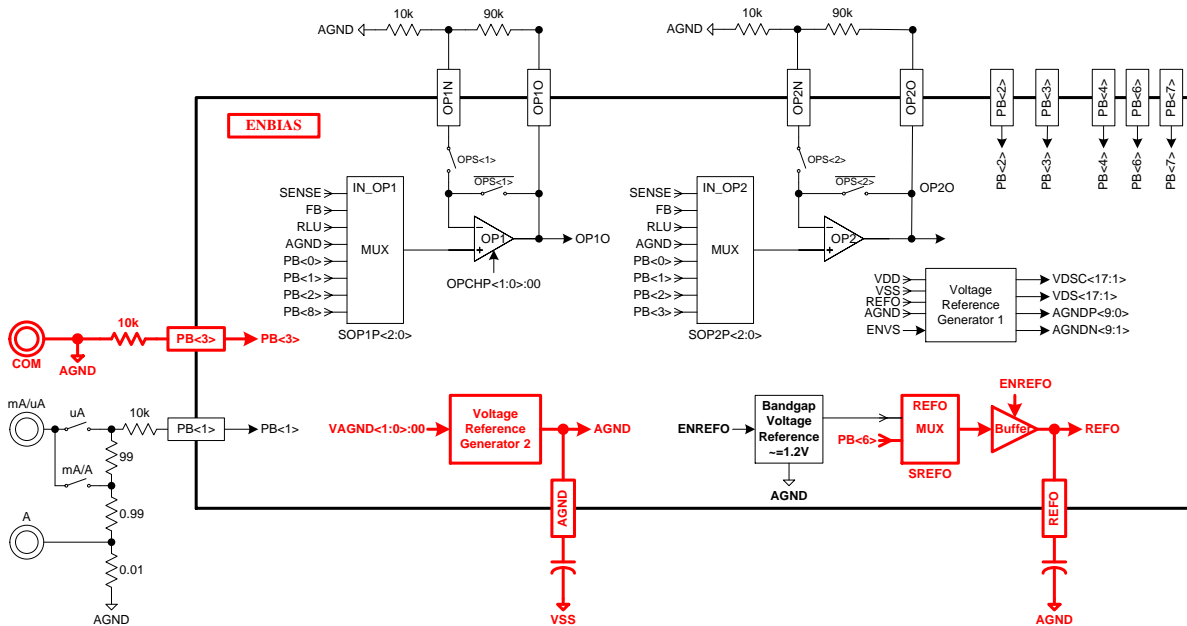 10k
90k
AGND
OP1N
OP1O
ENBIAS
OPS<1>
OPS<1>
IN_OP1
SENSE
FB
RLU
AGND
PB<0>
PB<1>
PB<2>
PB<8>
MUX
SOP1P<2:0>
OP1
OP1O
OPCHP<1:0>:00
10k
90k
AGND
OP2N
OP2O
OPS<2>
OPS<2>
OP2O
IN_OP2
SENSE
FB
RLU
AGND
PB<0>
PB<1>
PB<2>
PB<3>
MUX
SOP2P<2:0>
OP2
PB<2>
PB<3>
PB<4>
PB<6>
PB<7>
PB<2>
PB<3>
PB<4>
PB<6>
PB<7>
VDD
VSS
REFO
AGND
ENVS
Voltage
Reference
Generator 1
VDSC<17:1>
VDS<17:1>
AGNDP<9:0>
AGNDN<9:1>
COM
AGND
10k
PB<3>
PB<3>
mA/uA
uA
10k
PB<1>
PB<1>
99
mA/A
0.99
A
0.01
AGND
VAGND<1:0>:00
Voltage
Reference
Generator 2
AGND
AGND
VSS
ENREFO
Bandgap
Voltage
Reference
~=1.2V
AGND
PB<6>
REFO
MUX
SREFO
ENREFO
Buffer
REFO
REFO
AGND